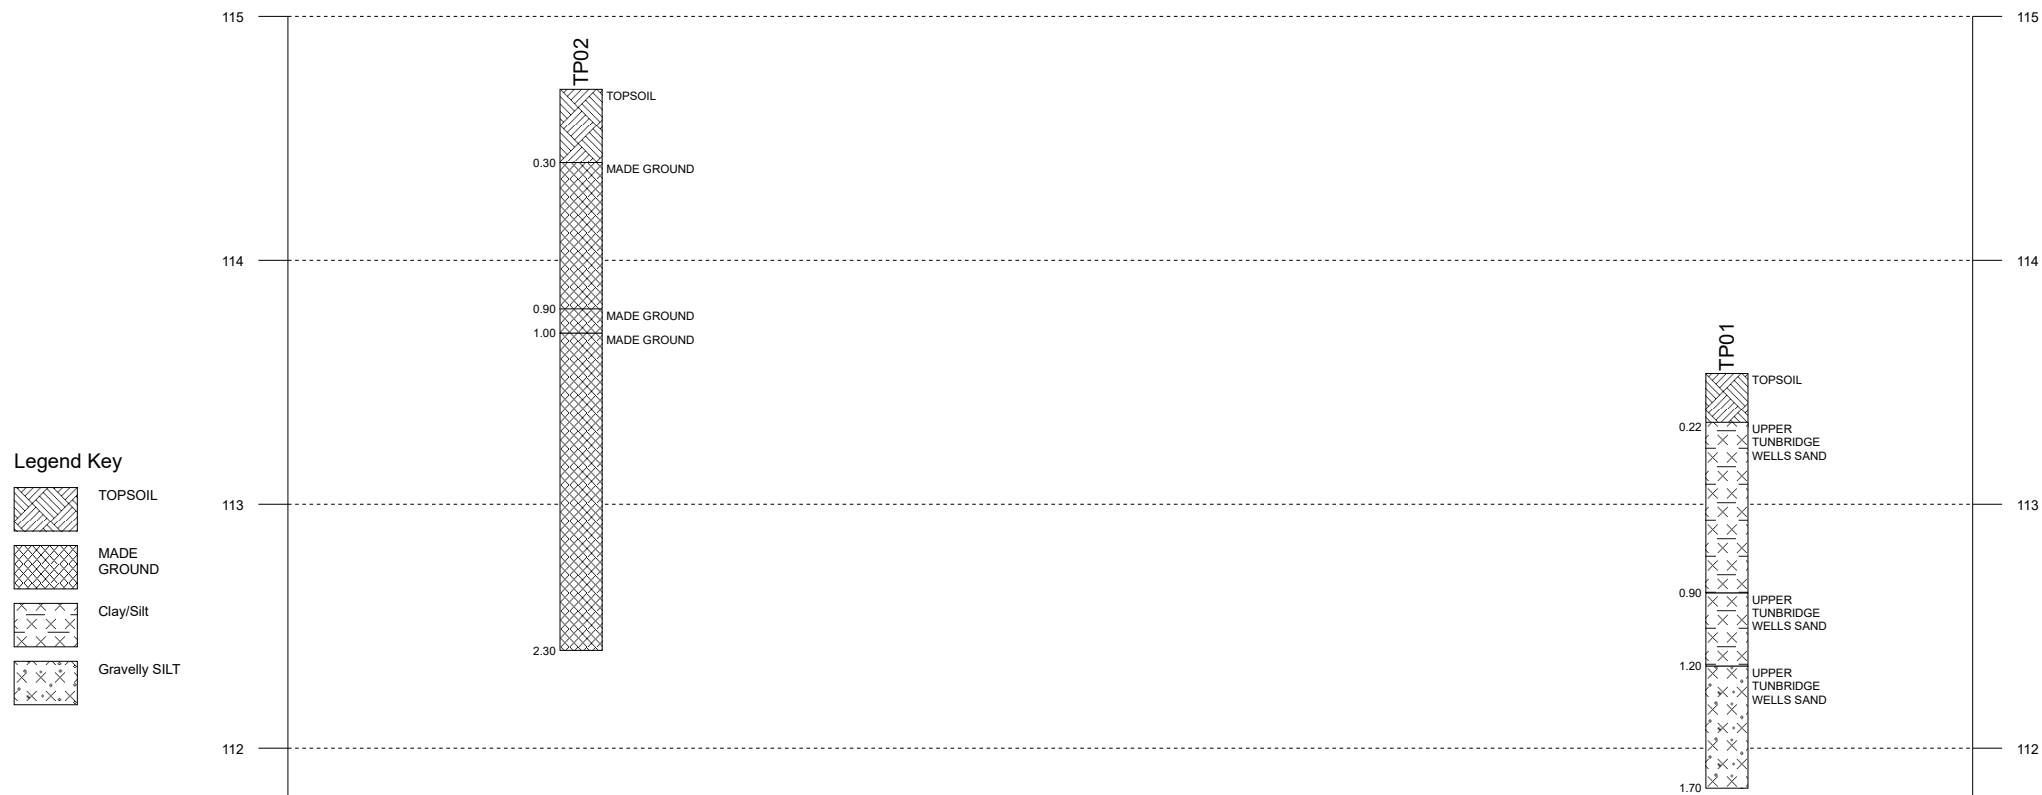 115
115
TP02
TOPSOIL
0.30
MADE GROUND
114
114
0.90
MADE GROUND
1.00
MADE GROUND
TP01
TOPSOIL
0.22
UPPER
TUNBRIDGE
WELLS SAND
Legend Key
TOPSOIL
113
113
MADE
GROUND
Clay/Silt
0.90
UPPER
TUNBRIDGE
WELLS SAND
2.30
Gravelly SILT
1.20
UPPER
TUNBRIDGE
WELLS SAND
112
112
1.70